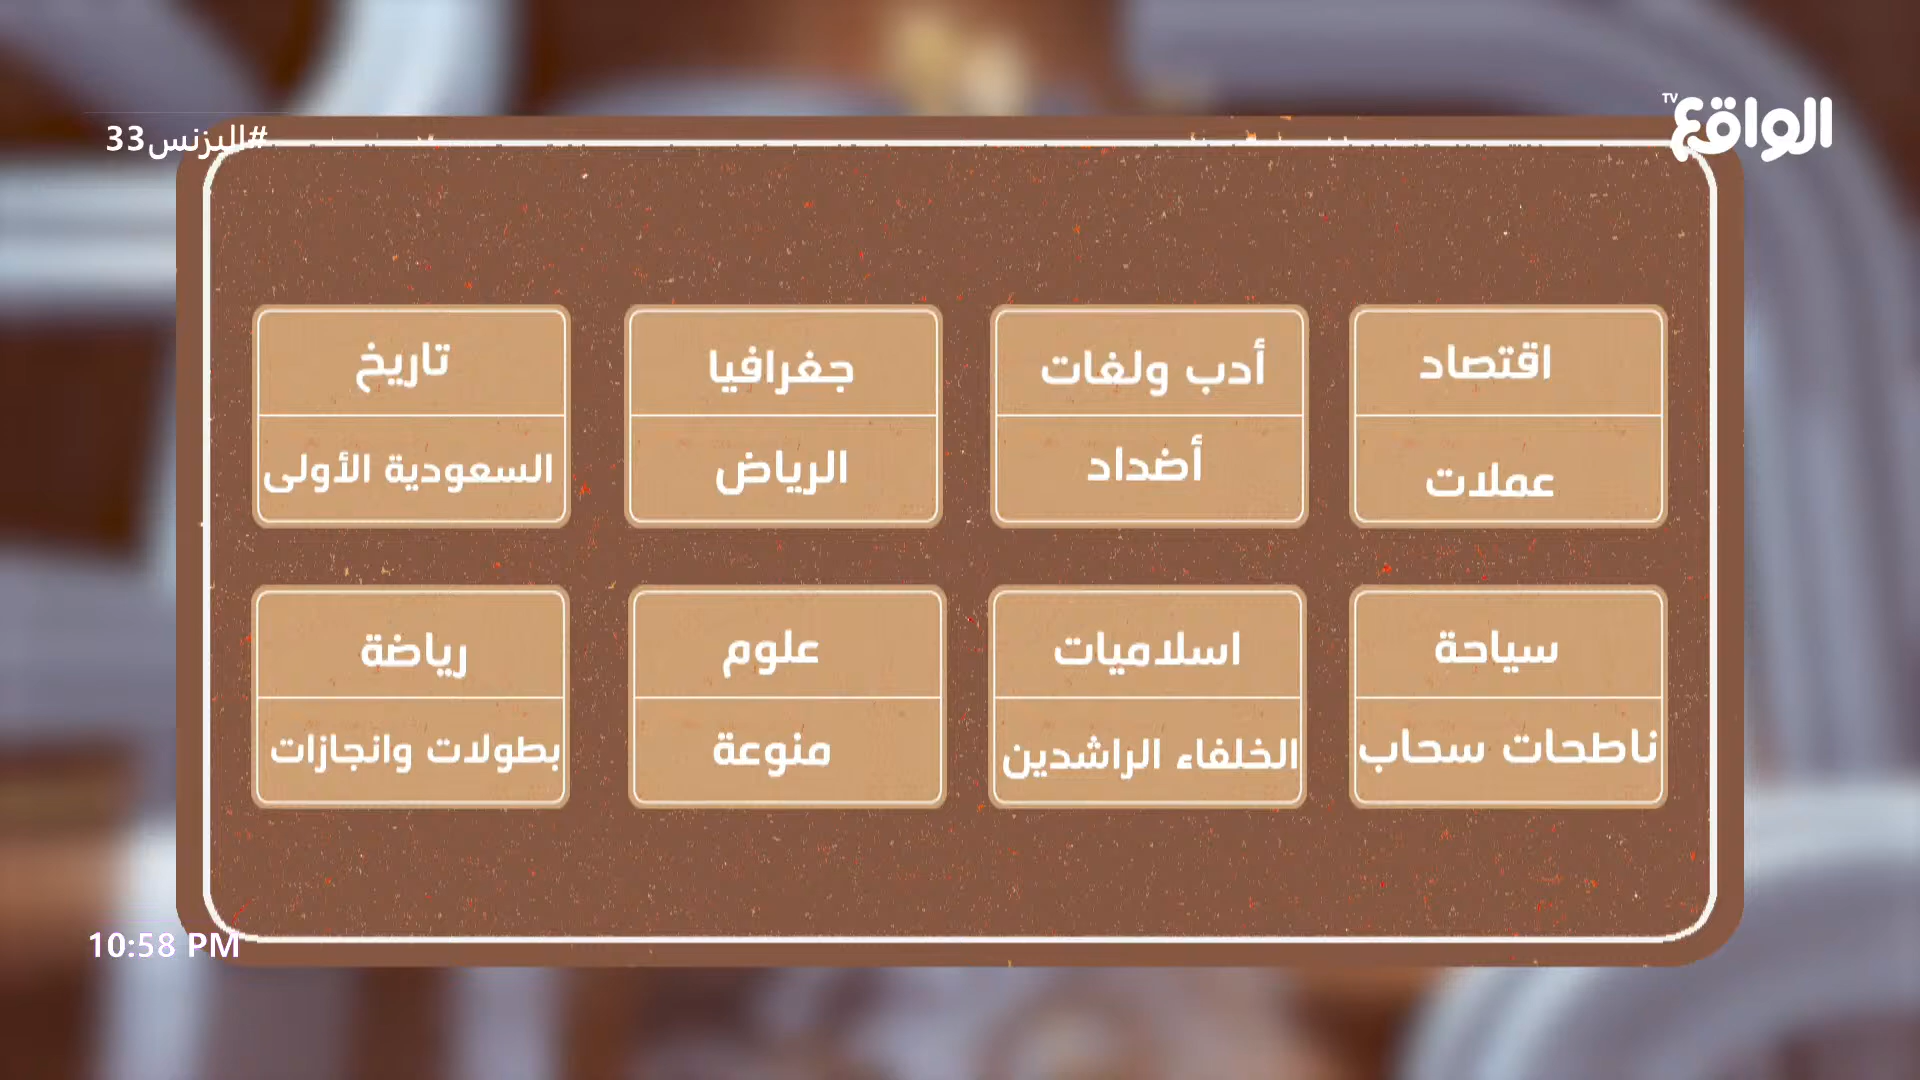 #البزنس33
الواقع TV
اقتصاد
عملات
أدب ولغات
أضداد
جغرافيا
الرياض
تاريخ
السعودية الأولى
سياحة
ناطحات سحاب
اسلاميات
الخلفاء الراشدين
علوم
منوعة
رياضة
بطولات وانجازات
10:58 PM